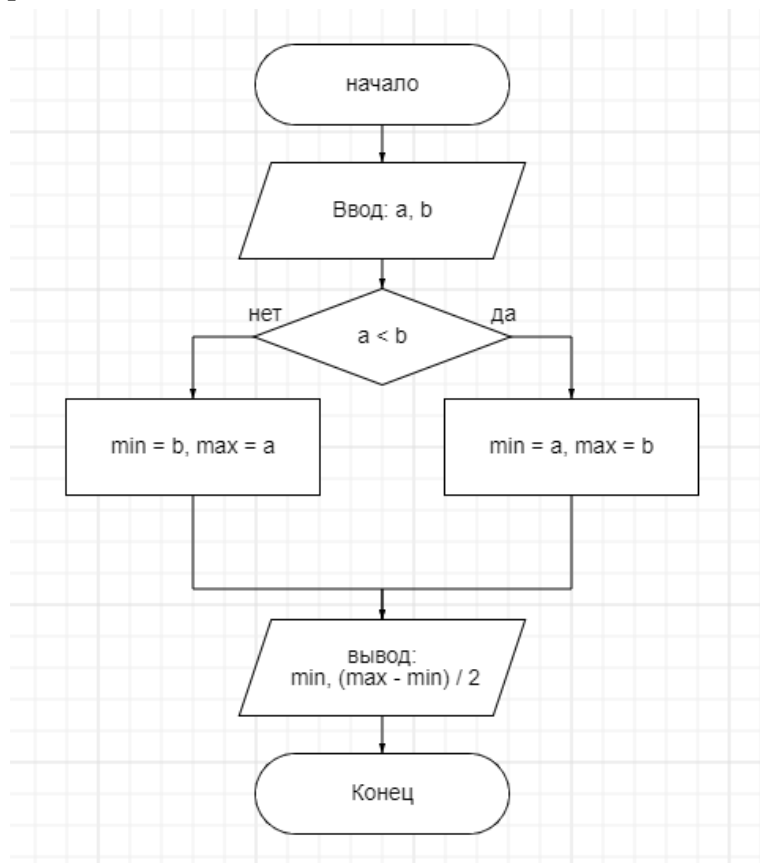 начало
Ввод: a, b
нет
да
a < b
min = b, max = a
min = a, max = b
вывод:
min, (max - min) / 2
Конец